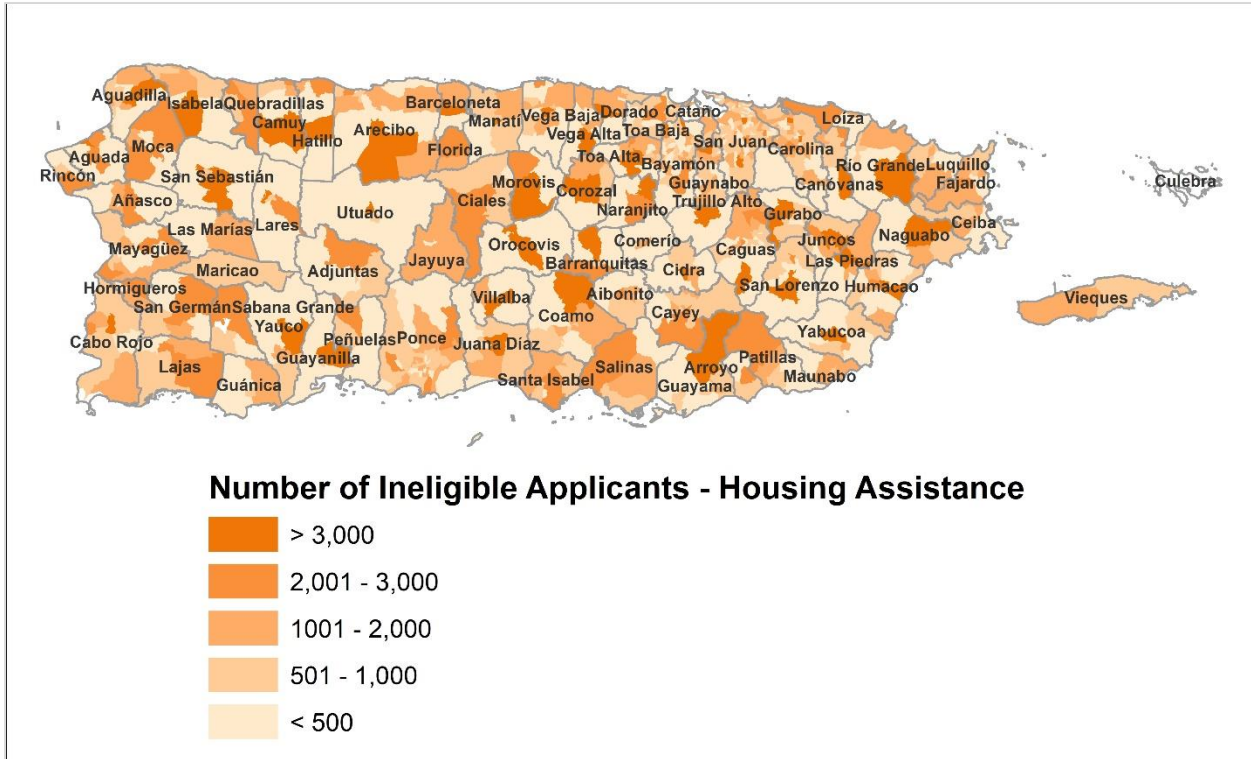 Aguadilla
Isabela
Quebradillas
Camuy
Hatillo
Arecibo
Barceloneta
Manatí
Florida
Vega Baja
Vega Alta
Dorado
Toa Baja
Cataño
Toa Alta
Bayamón
San Juan
Guaynabo
Carolina
Loíza
Canóvanas
Río Grande
Luquillo
Fajardo
Culebra
Moca
Aguada
Rincón
San Sebastián
Añasco
Lares
Utuado
Ciales
Morovis
Corozal
Naranjito
Trujillo Alto
Gurabo
Ceiba
Naguabo
Las Marías
Mayagüez
Maricao
Adjuntas
Jayuya
Orocovis
Barranquitas
Comerío
Cidra
Caguas
Juncos
Las Piedras
Humacao
San Lorenzo
Vieques
Hormigueros
San Germán
Sabana Grande
Yauco
Guayanilla
Peñuelas
Ponce
Villalba
Juana Díaz
Coamo
Aibonito
Cayey
Yabucoa
Cabo Rojo
Lajas
Guánica
Santa Isabel
Salinas
Guayama
Arroyo
Patillas
Maunabo
Number of Ineligible Applicants - Housing Assistance
> 3,000
2,001 - 3,000
1001 - 2,000
501 - 1,000
< 500